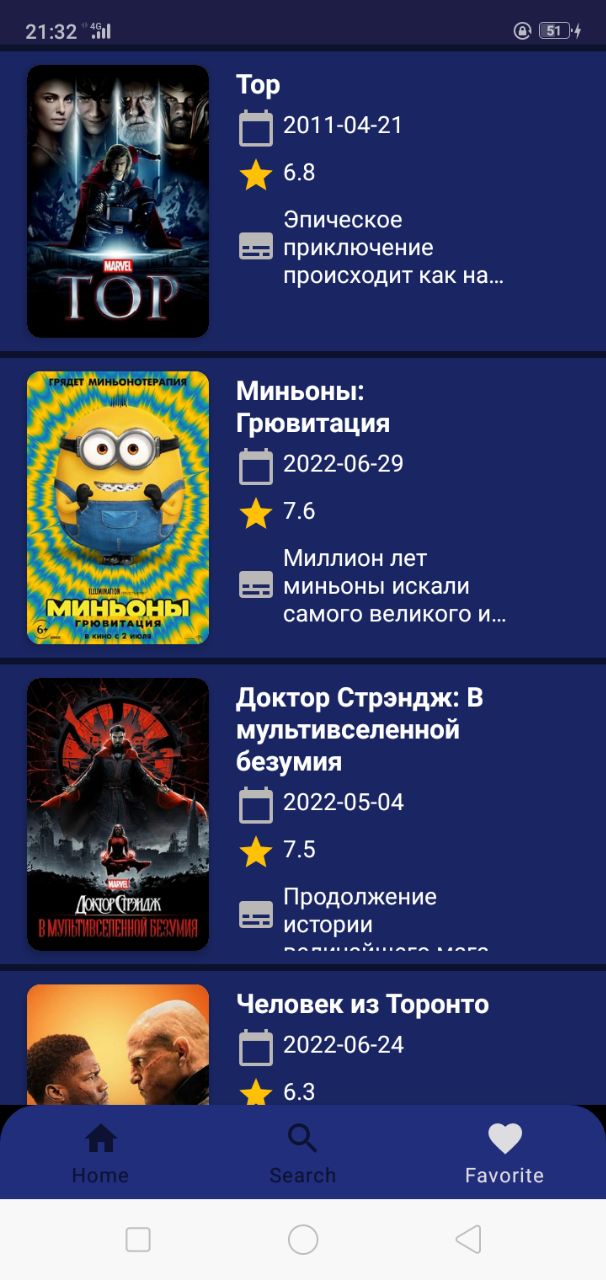 21:32
4G
51
Тор
2011-04-21
6.8
Эпическое
приключение
происходит как на...
MARVEL
ТОР
Миньоны:
Грювитация
2022-06-29
7.6
Миллион лет
миньоны искали
самого великого и...
ГРЯДЕТ МИНЬОНОТЕРАПИЯ
ILLUMINATION
МИНЬОНЫ
ГРЮВИТАЦИЯ
6+
В КИНО С 2 ИЮЛЯ
Доктор Стрэндж: В
мультивселенной
безумия
2022-05-04
7.5
Продолжение
истории
величайшего мага
MARVEL
ДОКТОР СТРЭНДЖ
В МУЛЬТИВСЕЛЕННОЙ БЕЗУМИЯ
Человек из Торонто
2022-06-24
6.3
Home
Search
Favorite